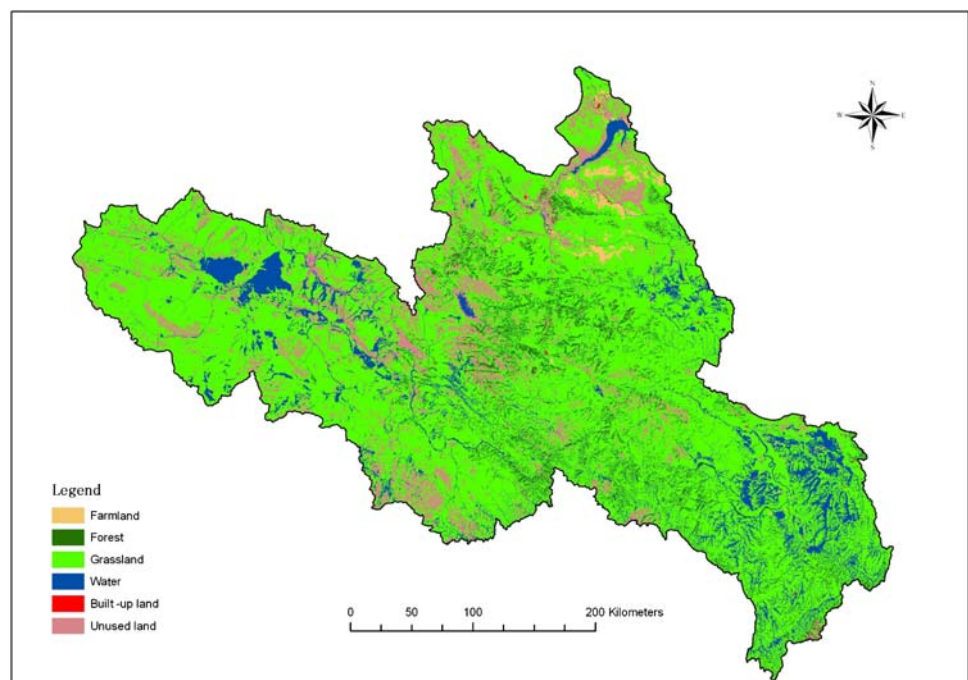 N
W E
S
Legend
Farmland
Forest
Grassland
Water
Built -up land
Unused land
0 50 100 200 Kilometers